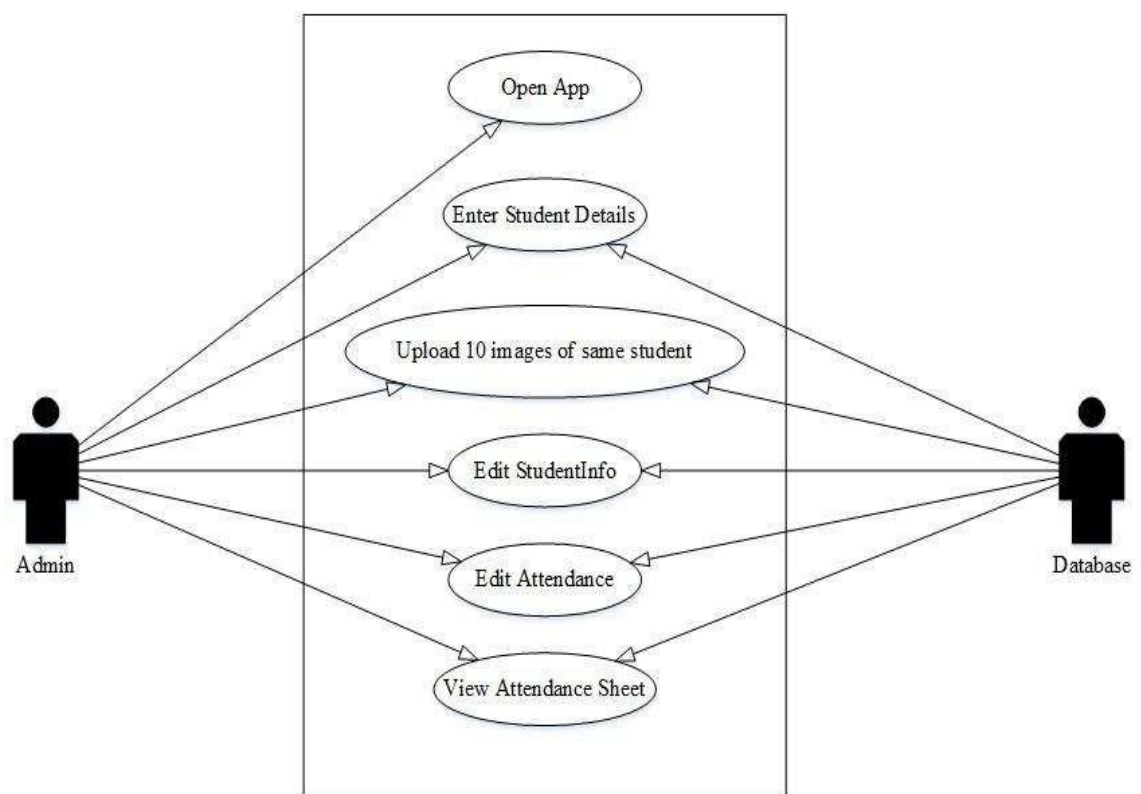 Open App
Enter Student Details
Upload 10 images of same student
Edit StudentInfo
Edit Attendance
View Attendance Sheet
Admin
Database